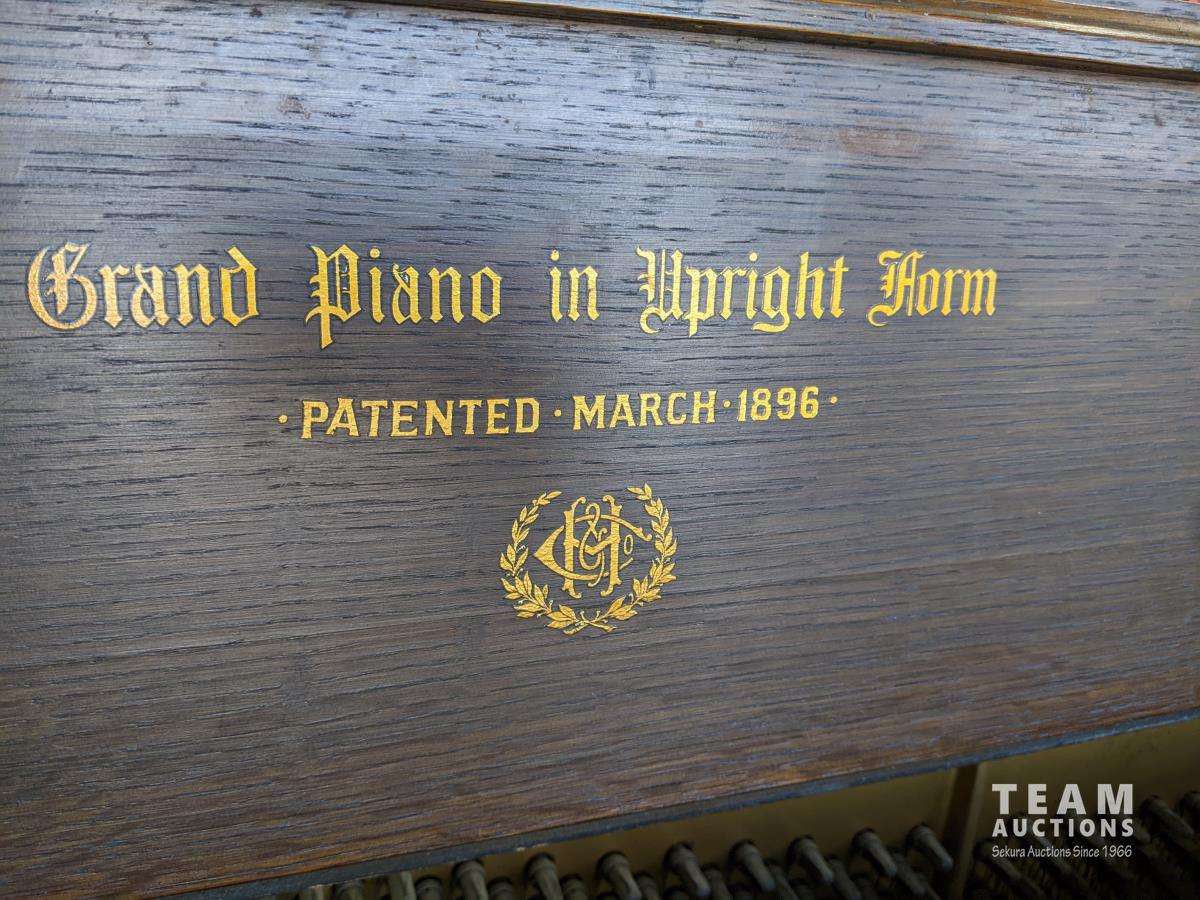 Grand Piano in Upright Form
· PATENTED · MARCH · 1896 ·
TEAM
AUCTIONS
Sekura Auctions Since 1966